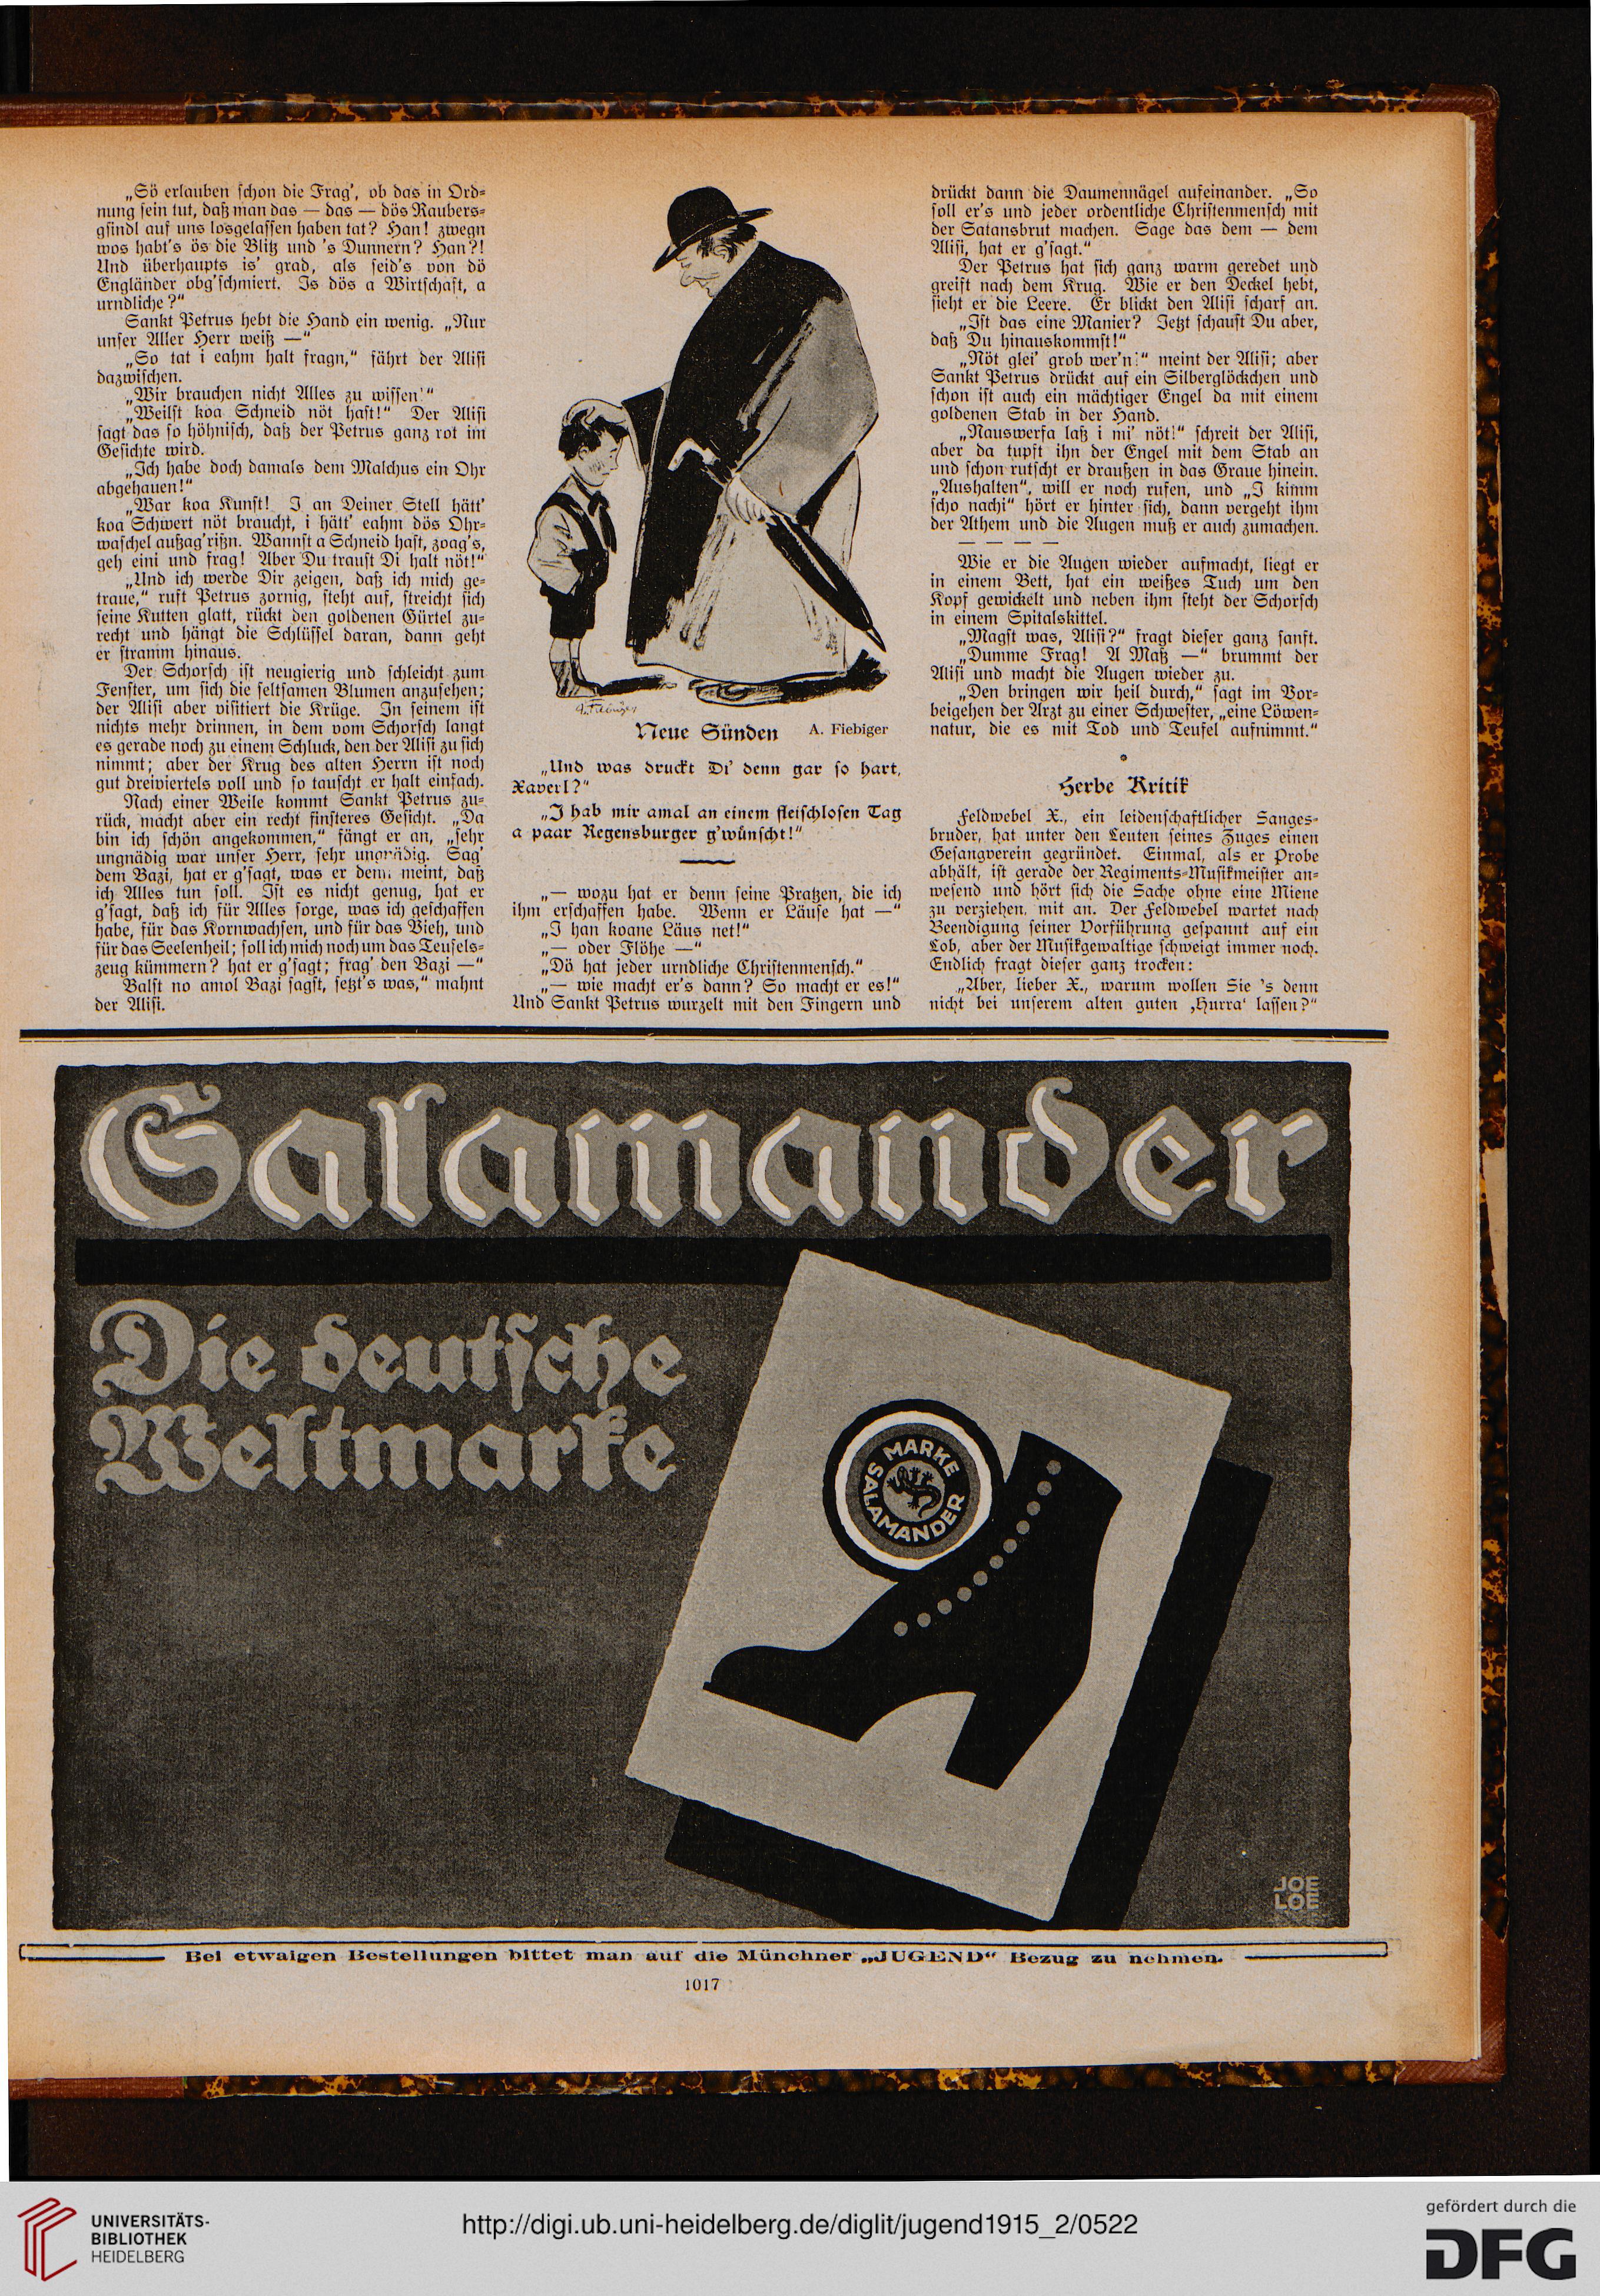 „Sö erlauben schon die Frag', ob das in Ord-
nung sein tut, daß man das — das — dös Raubers-
gsindl auf uns losgelassen haben tat? Han! zwegn
wos habt's ös die Blitz und 's Dunnern? Han?!
Und überhaupts is' grad, als seid's von dö
Engländer obg'schmiert. Is dös a Wirtschaft, a
urndliche?“
Sankt Petrus hebt die Hand ein wenig. „Nur
unser Aller Herr weiß —“
„So tat i eahm halt fragn,“ fährt der Alisi
dazwischen.
„Wir brauchen nicht Alles zu wissen!“
„Weilst koa Schneid nöt hast!“ Der Alisi
sagt das so höhnisch, daß der Petrus ganz rot im
Gesichte wird.
„Ich habe doch damals dem Malchus ein Ohr
abgehauen!“
„War koa Kunst! I an Deiner Stell hätt'
koa Schwert nöt braucht, i hätt' eahm dös Ohr-
waschel außag'rißn. Wannst a Schneid hast, zoag's,
geh eini und frag! Aber Du traust Di halt nöt!“
„Und ich werde Dir zeigen, daß ich mich ge-
traue,“ ruft Petrus zornig, steht auf, streicht sich
seine Kutten glatt, rückt den goldenen Gürtel zu-
recht und hängt die Schlüssel daran, dann geht
er stramm hinaus.
Der Schorsch ist neugierig und schleicht zum
Fenster, um sich die seltsamen Blumen anzusehen;
der Alisi aber visitiert die Krüge. In seinem ist
nichts mehr drinnen, in dem vom Schorsch langt
es gerade noch zu einem Schluck, den der Alisi zu sich
nimmt; aber der Krug des alten Herrn ist noch
gut dreiviertels voll und so tauscht er halt einfach.
Nach einer Weile kommt Sankt Petrus zu-
rück, macht aber ein recht finsteres Gesicht. „Da
bin ich schön angekommen,“ fängt er an, „sehr
ungnädig war unser Herr, sehr ungnädig. Sag'
dem Bazi, hat er g'sagt, was er denn meint, daß
ich Alles tun soll. Ist es nicht genug, hat er
g'sagt, daß ich für Alles sorge, was ich geschaffen
habe, für das Kornwachsen, und für das Vieh, und
für das Seelenheil; soll ich mich noch um das Teufels-
zeug kümmern? hat er g'sagt; frag' den Bazi —“
Balst no amol Bazi sagst, setzt's was,“ mahnt
der Alisi.
A. Fiebiger
Neue Sünden A. Fiebiger
„Und was druckt Di' denn gar so hart,
Xaverl?“
„I hab mir amal an einem fleischlosen Tag
a paar Regensburger g'wünscht!“
„— wozu hat er denn seine Pratzen, die ich
ihm erschaffen habe. Wenn er Läuse hat —“
„I han koane Läus net!“
„— oder Flöhe —“
„Dö hat jeder urndliche Christenmensch.“
„— wie macht er's dann? So macht er es!“
Und Sankt Petrus wurzelt mit den Fingern und
drückt dann die Daumennägel aufeinander. „So
soll er's und jeder ordentliche Christenmensch mit
der Satansbrut machen. Sage das dem — dem
Alisi, hat er g'sagt.“
Der Petrus hat sich ganz warm geredet und
greift nach dem Krug. Wie er den Deckel hebt,
sieht er die Leere. Er blickt den Alisi scharf an.
„Ist das eine Manier? Jetzt schaust Du aber,
daß Du hinauskommst!“
„Nöt glei' grob wer'n!“ meint der Alisi; aber
Sankt Petrus drückt auf ein Silberglöckchen und
schon ist auch ein mächtiger Engel da mit einem
goldenen Stab in der Hand.
„Nauswerfa laß i mi' nöt!“ schreit der Alisi,
aber da tupft ihn der Engel mit dem Stab an
und schon rutscht er draußen in das Graue hinein.
„Aushalten“, will er noch rufen, und „I kimm
scho nachi“ hört er hinter sich, dann vergeht ihm
der Athem und die Augen muß er auch zumachen.
— — — —
Wie er die Augen wieder aufmacht, liegt er
in einem Bett, hat ein weißes Tuch um den
Kopf gewickelt und neben ihm steht der Schorsch
in einem Spitalskittel.
„Magst was, Alisi?“ fragt dieser ganz sanft.
„Dumme Frag! A Maß —“ brummt der
Alisi und macht die Augen wieder zu.
„Den bringen wir heil durch,“ sagt im Vor-
beigehen der Arzt zu einer Schwester, „eine Löwen-
natur, die es mit Tod und Teufel aufnimmt.“
Herbe Kritik
Feldwebel X., ein leidenschaftlicher Sanges-
bruder, hat unter den Leuten seines Zuges einen
Gesangverein gegründet. Einmal, als er Probe
abhält, ist gerade der Regiments-Musikmeister an-
wesend und hört sich die Sache ohne eine Miene
zu verziehen, mit an. Der Feldwebel wartet nach
Beendigung seiner Vorführung gespannt auf ein
Lob, aber der Musikgewaltige schweigt immer noch.
Endlich fragt dieser ganz trocken:
„Aber, lieber X., warum wollen Sie 's denn
nicht bei unserem alten guten ‚Hurra' lassen?“
Salamander
Die deutsche
Weltmarke
MARKE
SALAMANDER
JOE
LOE
Bei etwaigen Bestellungen bittet man auf die Münchner „JUGEND“ Bezug zu nehmen.
1017
UNIVERSITÄTS-
BIBLIOTHEK
HEIDELBERG
http://digi.ub.uni-heidelberg.de/diglit/jugend1915_2/0522
gefördert durch die
DFG